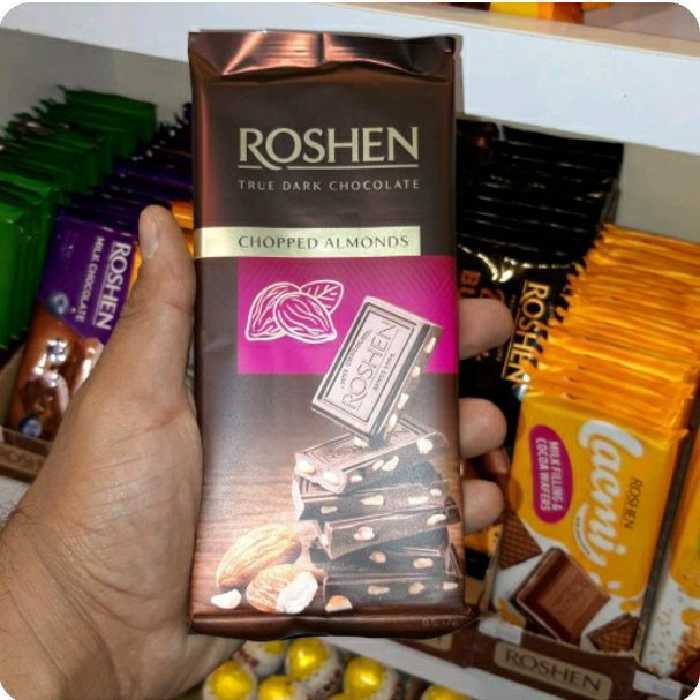 ROSHEN
TRUE DARK CHOCOLATE
CHOPPED ALMONDS
ROSHEN
ROSHEN
MILK CHOCOLATE
ROSHEN
ROSHEN
Lacmi
MILK FILLING &
COCOA WAFERS
ROSHEN